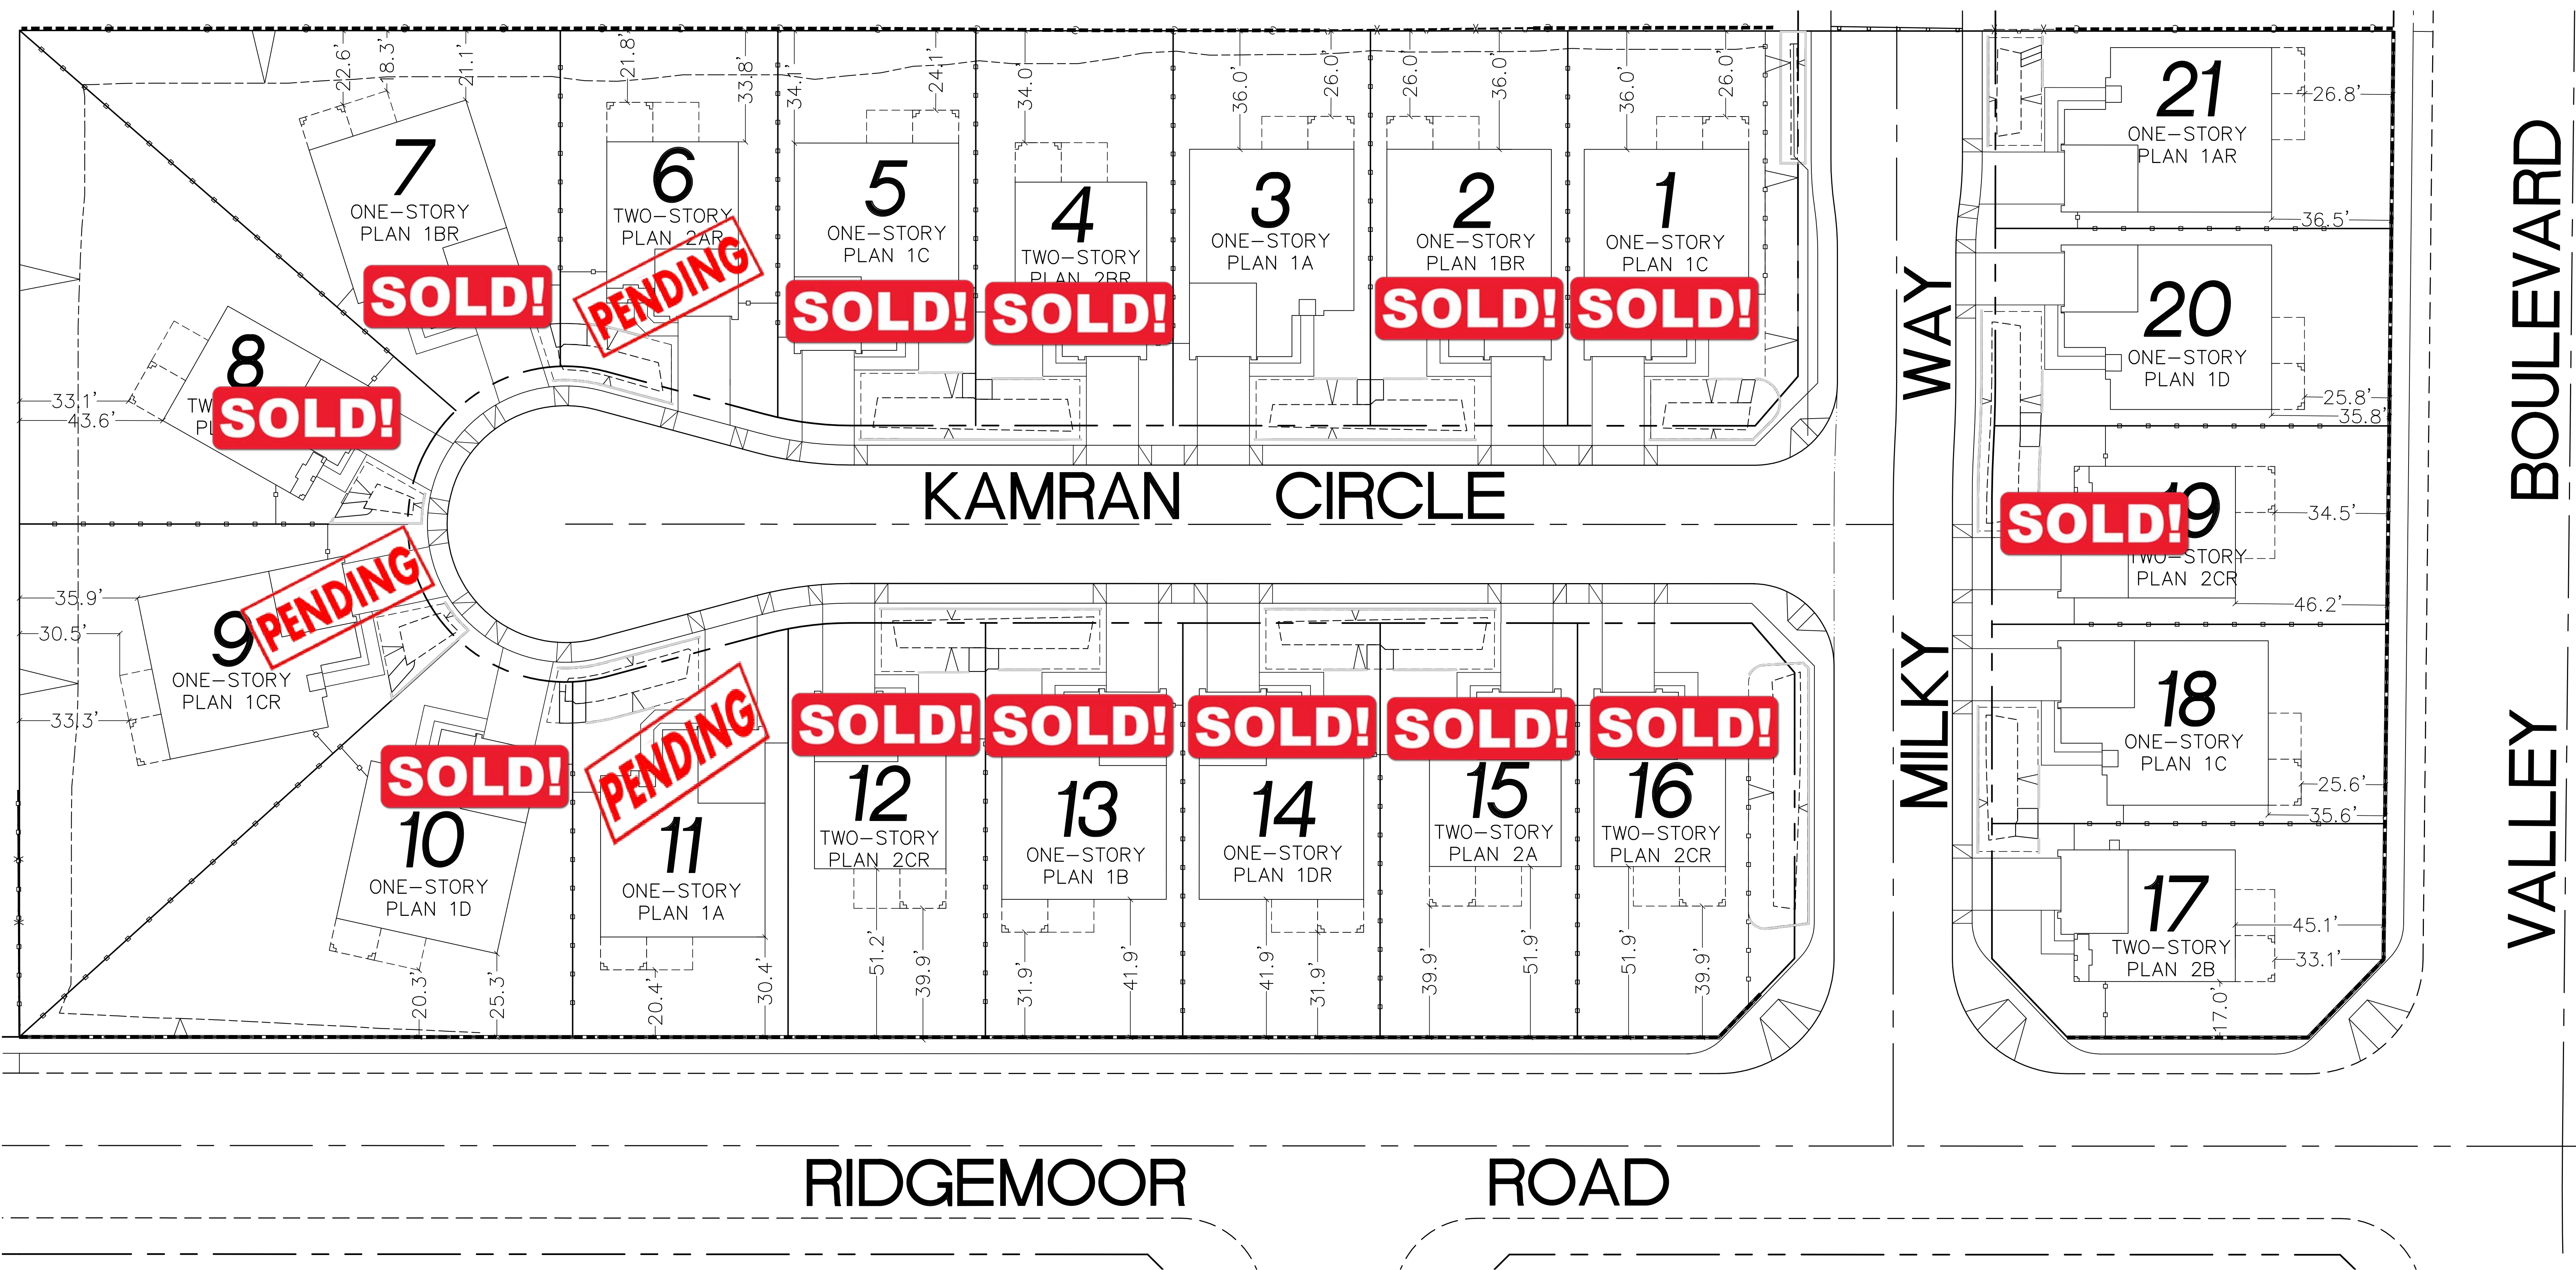 22.6'
18.3'
21.1'
21.8'
33.8'
34.1'
24.1'
34.0'
36.0'
26.0'
26.0'
36.0'
36.0'
26.0'
7
ONE-STORY
PLAN 1BR
SOLD!
6
TWO-STORY
PLAN 2AR
PENDING
5
ONE-STORY
PLAN 1C
SOLD!
4
TWO-STORY
PLAN 2BR
SOLD!
3
ONE-STORY
PLAN 1A
2
ONE-STORY
PLAN 1BR
SOLD!
1
ONE-STORY
PLAN 1C
SOLD!
21
ONE-STORY
PLAN 1AR
26.8'
36.5'
20
ONE-STORY
PLAN 1D
25.8'
35.8'
8
SOLD!
33.1'
43.6'
KAMRAN CIRCLE
MILKY WAY
VALLEY BOULEVARD
SOLD!
19
TWO-STORY
PLAN 2CR
34.5'
46.2'
35.9'
30.5'
33.3'
9
PENDING
ONE-STORY
PLAN 1CR
18
ONE-STORY
PLAN 1C
25.6'
35.6'
SOLD!
10
ONE-STORY
PLAN 1D
20.3'
25.3'
PENDING
11
ONE-STORY
PLAN 1A
20.4'
30.4'
SOLD!
12
TWO-STORY
PLAN 2CR
51.2'
39.9'
SOLD!
13
ONE-STORY
PLAN 1B
31.9'
41.9'
SOLD!
14
ONE-STORY
PLAN 1DR
41.9'
31.9'
SOLD!
15
TWO-STORY
PLAN 2A
39.9'
51.9'
SOLD!
16
TWO-STORY
PLAN 2CR
51.9'
39.9'
17
TWO-STORY
PLAN 2B
45.1'
33.1'
17.0'
RIDGEMOOR ROAD